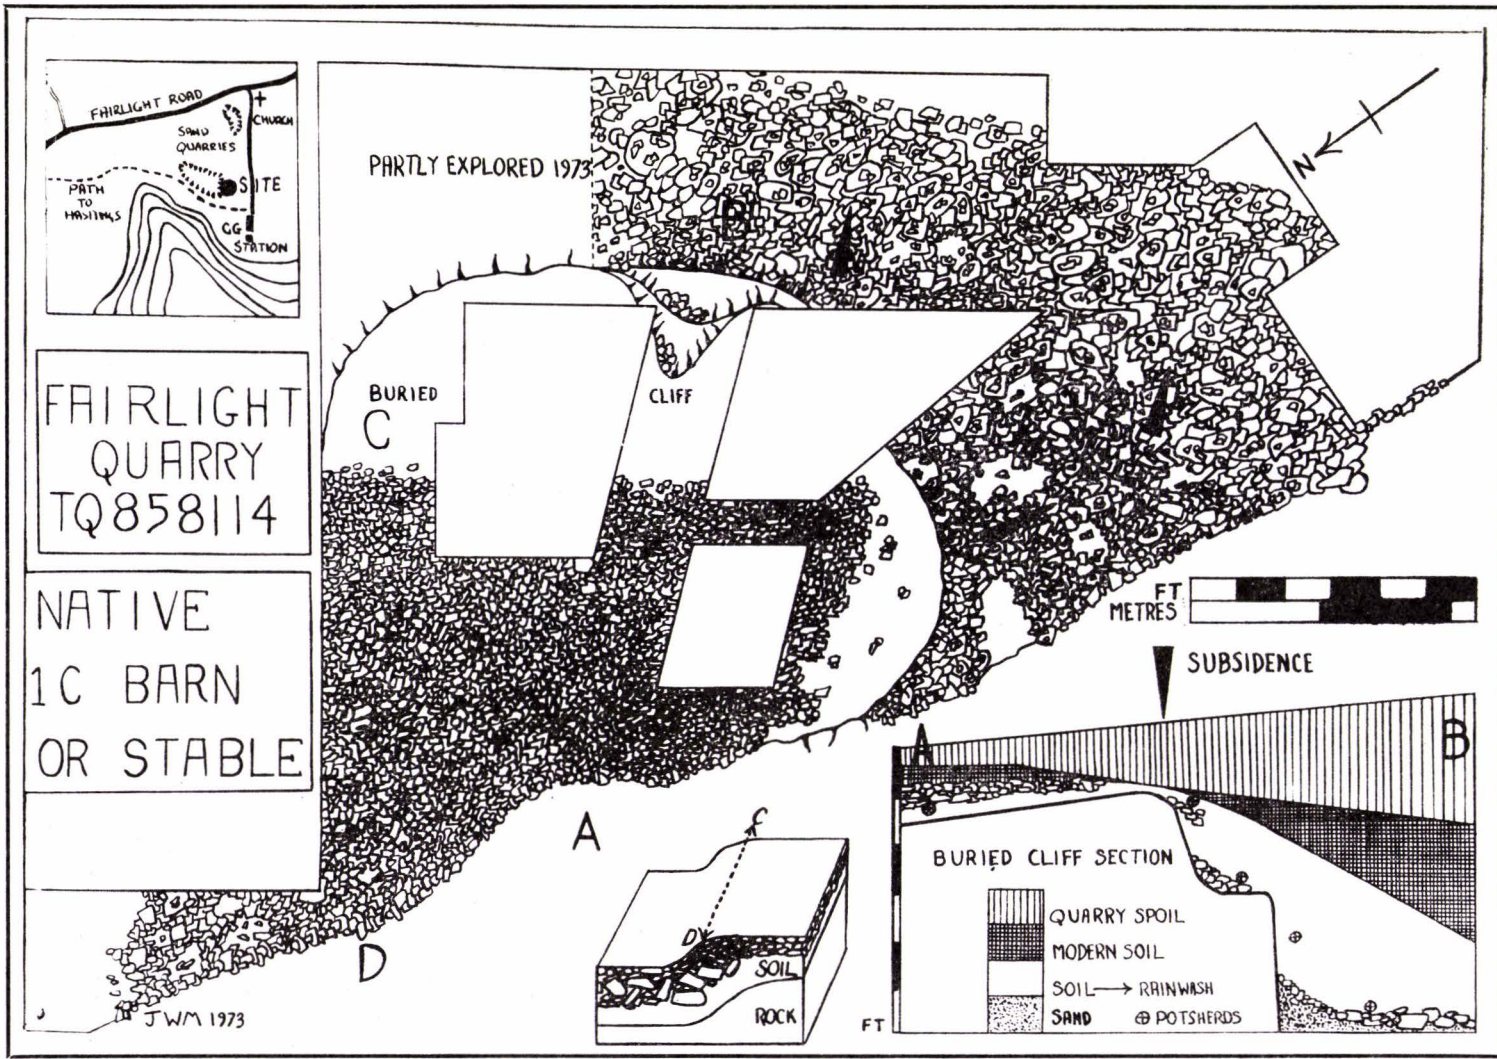 FAIRLIGHT ROAD
CHURCH
SAND
QUARRIES
SITE
PATH
TO
HASTINGS
CG
STATION
FAIRLIGHT
QUARRY
TQ858114
NATIVE
1C BARN
OR STABLE
PARTLY EXPLORED 1973
B
N
BURIED CLIFF
C
A
D
JWM 1973
FT
METRES
SUBSIDENCE
C
D
SOIL
ROCK
A B
BURIED CLIFF SECTION
QUARRY SPOIL
MODERN SOIL
SOIL → RAINWASH
SAND ⊕ POTSHERDS
FT